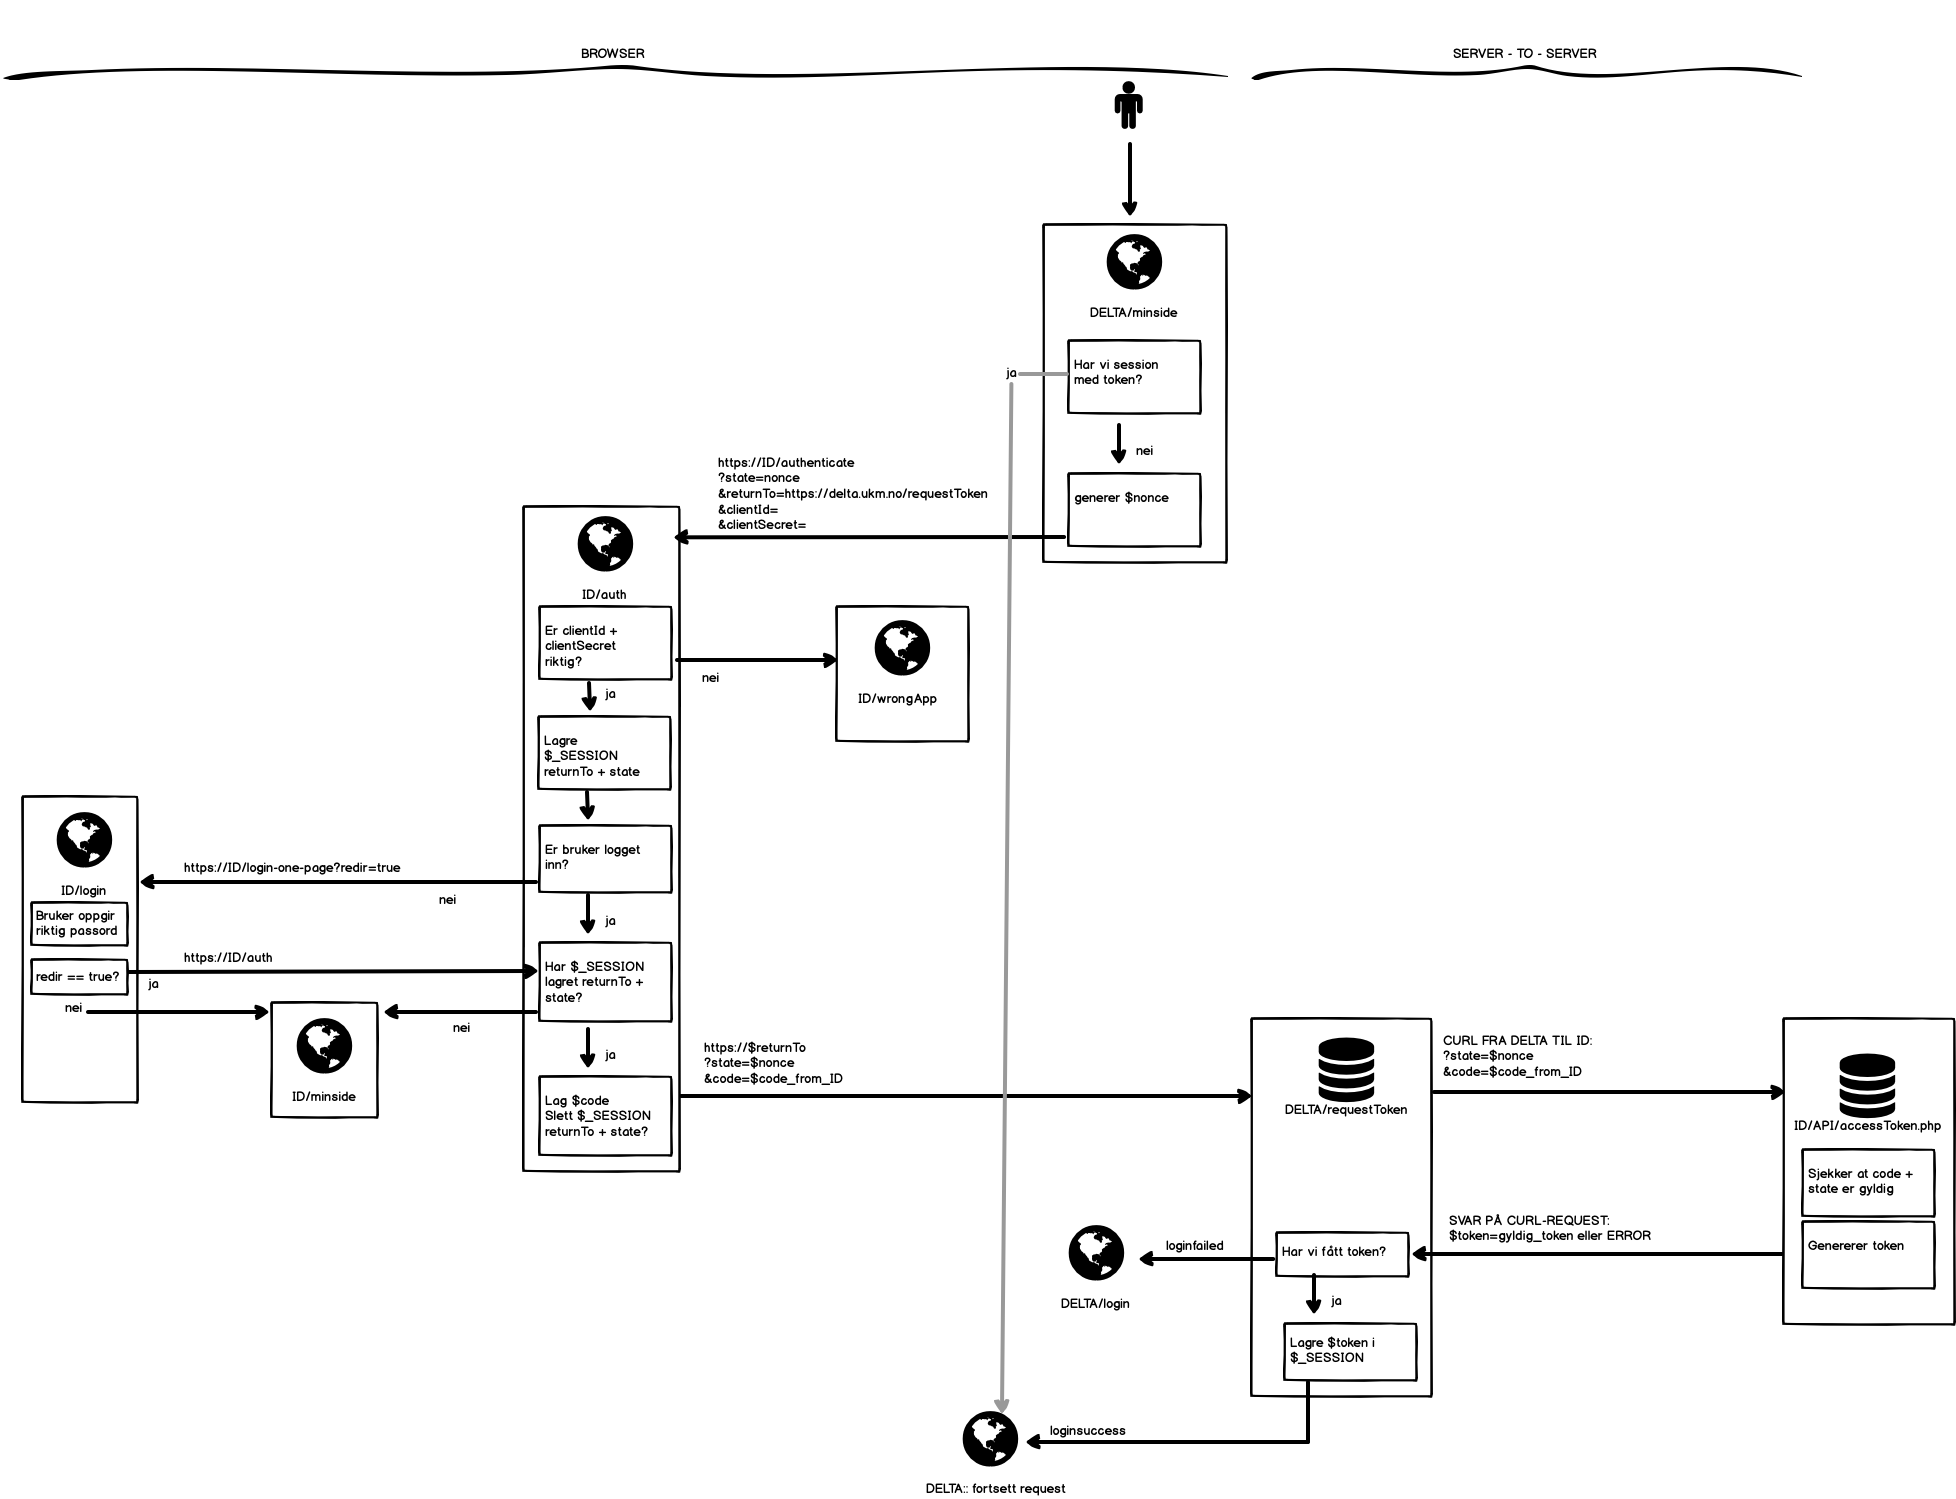 BROWSER
SERVER - TO - SERVER
DELTA/minside
Har vi session
med token?
ja
nei
generer $nonce
https://ID/authenticate
?state=nonce
&returnTo=https://delta.ukm.no/requestToken
&clientId=
&clientSecret=
ID/auth
Er clientId +
clientSecret
riktig?
nei
ID/wrongApp
ja
Lagre
$_SESSION
returnTo + state
Er bruker logget
inn?
https://ID/login-one-page?redir=true
nei
ID/login
Bruker oppgir
riktig passord
redir == true?
https://ID/auth
ja
nei
ID/minside
ja
Har $_SESSION
lagret returnTo +
state?
nei
ja
Lag $code
Slett $_SESSION
returnTo + state?
https://$returnTo
?state=$nonce
&code=$code_from_ID
DELTA/requestToken
CURL FRA DELTA TIL ID:
?state=$nonce
&code=$code_from_ID
ID/API/accessToken.php
Sjekker at code +
state er gyldig
Genererer token
SVAR PÅ CURL-REQUEST:
$token=gyldig_token eller ERROR
Har vi fått token?
loginfailed
DELTA/login
ja
Lagre $token i
$_SESSION
loginsuccess
DELTA:: fortsett request